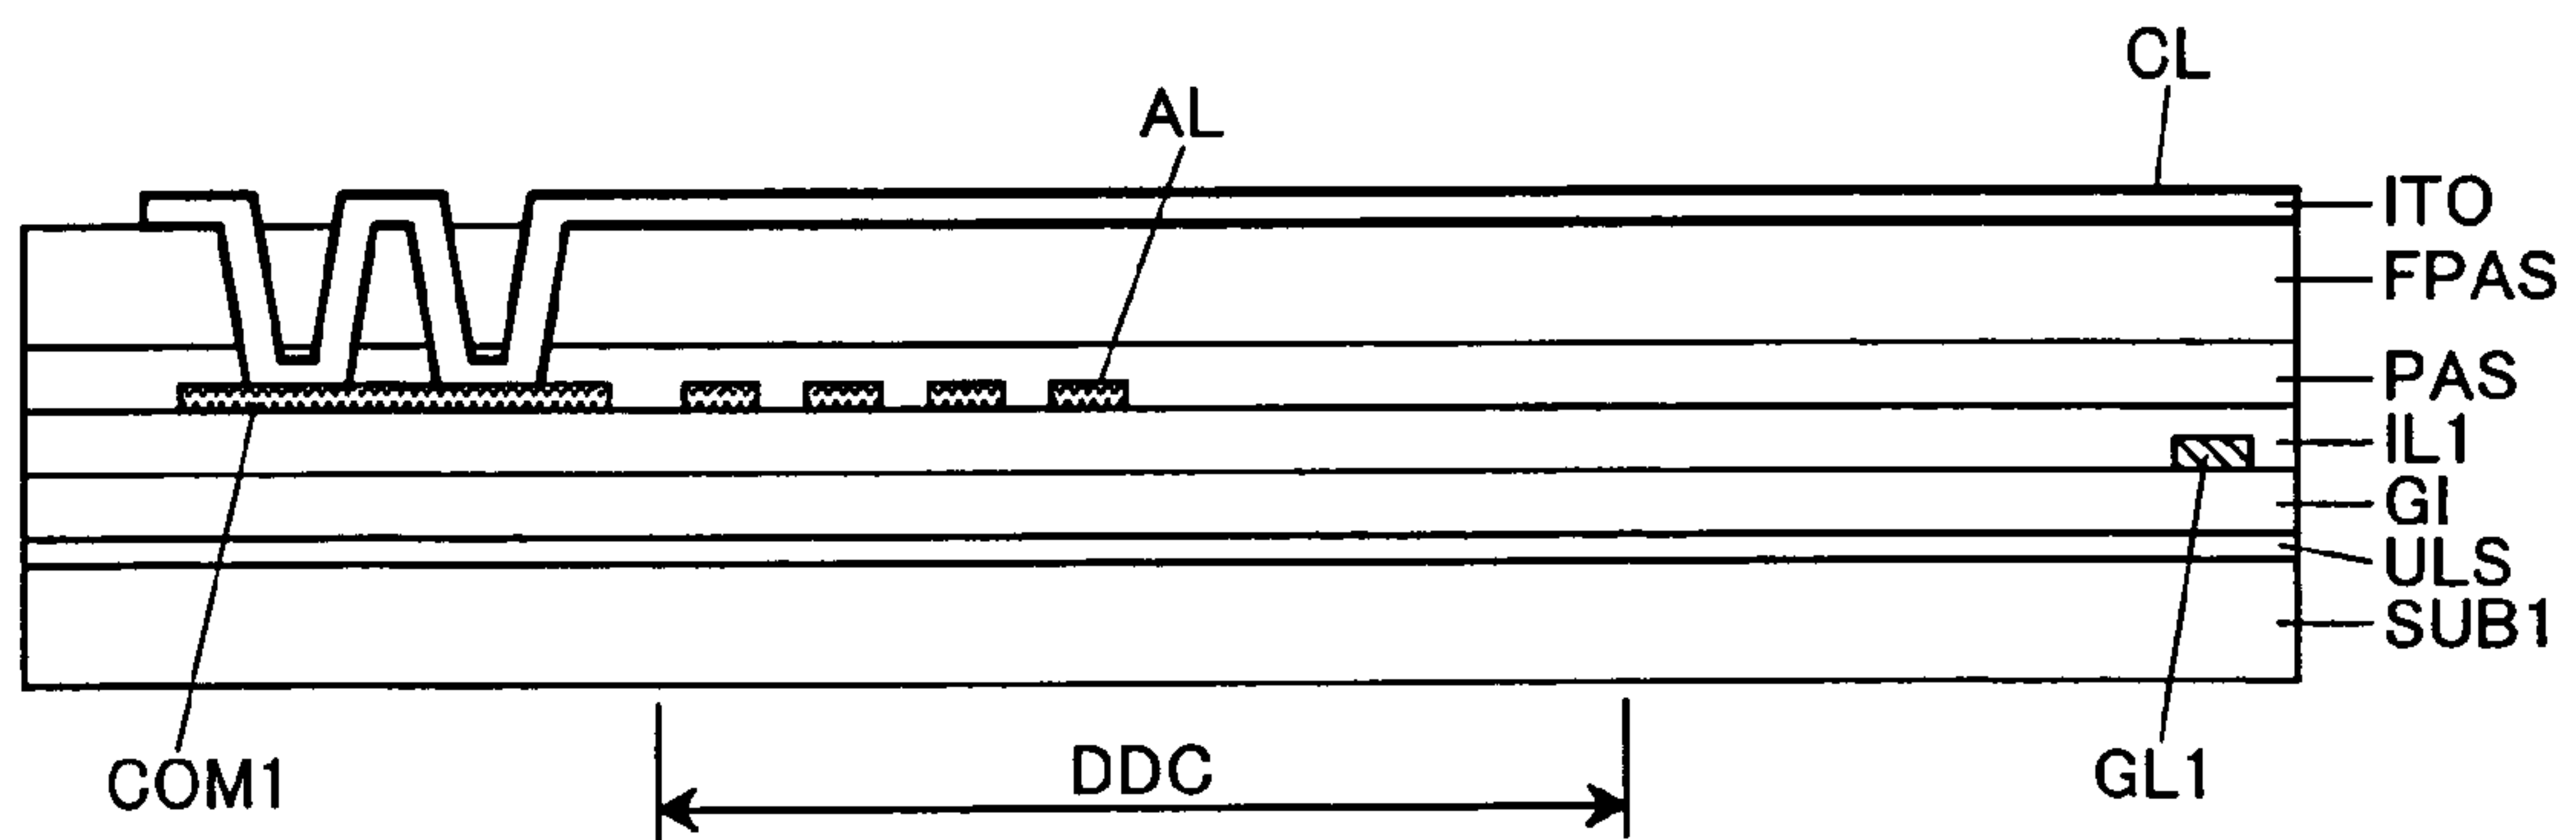 CL
AL
ITO
FPAS
PAS
IL1
GI
ULS
SUB1
COM1
DDC
GL1